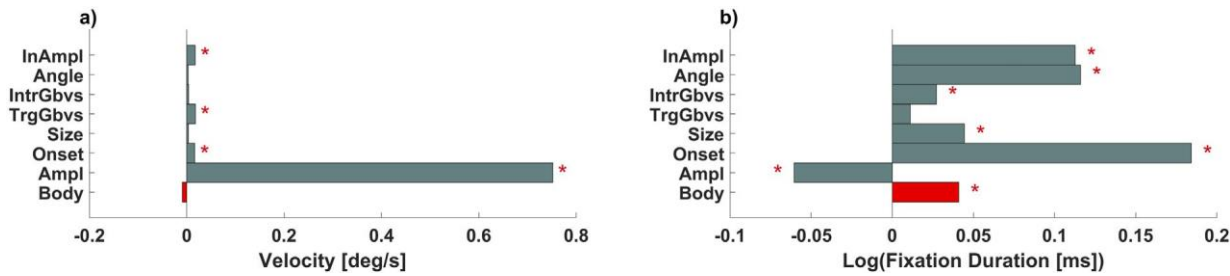 a)
InAmpl *
Angle
IntrGbvs
TrgGbvs *
Size
Onset *
Ampl *
Body
-0.2 0 0.2 0.4 0.6 0.8
Velocity [deg/s]
b)
InAmpl *
Angle *
IntrGbvs *
TrgGbvs
Size *
Onset *
Ampl *
Body *
-0.1 -0.05 0 0.05 0.1 0.15 0.2
Log(Fixation Duration [ms])